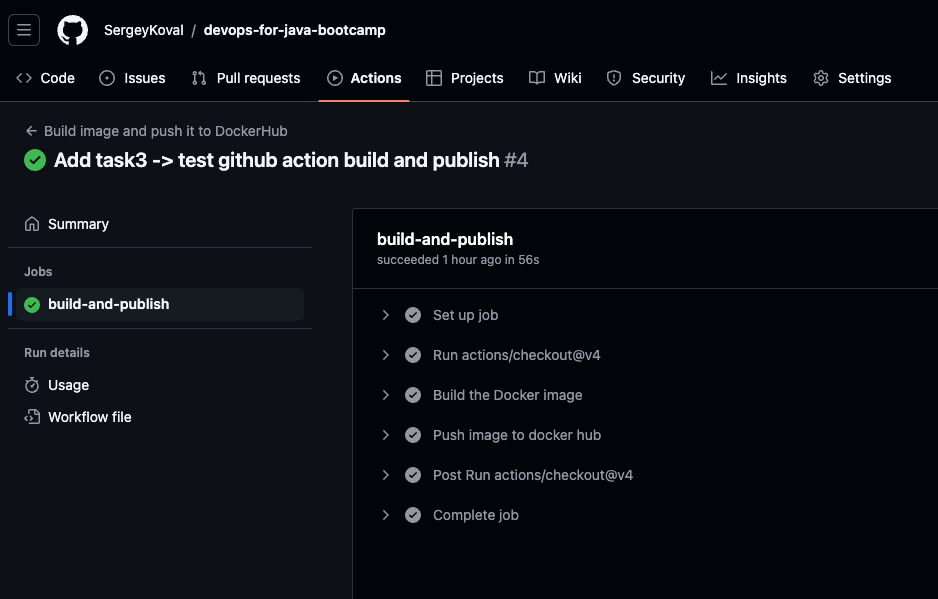 SergeyKoval / devops-for-java-bootcamp
Code Issues Pull requests Actions Projects Wiki Security Insights Settings
← Build image and push it to DockerHub
Add task3 -> test github action build and publish #4
Summary
Jobs
build-and-publish
Run details
Usage
Workflow file
build-and-publish
succeeded 1 hour ago in 56s
Set up job
Run actions/checkout@v4
Build the Docker image
Push image to docker hub
Post Run actions/checkout@v4
Complete job